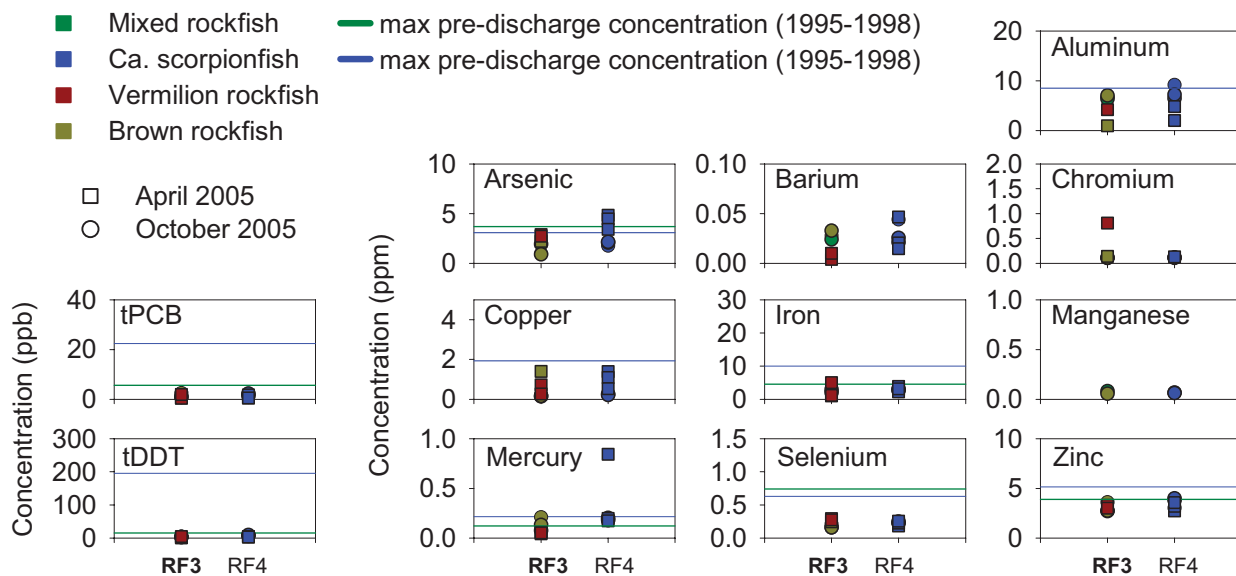 Mixed rockfish
Ca. scorpionfish
Vermilion rockfish
Brown rockfish
April 2005
October 2005
max pre-discharge concentration (1995-1998)
max pre-discharge concentration (1995-1998)
Aluminum
20
10
0
Concentration (ppm)
Arsenic
10
5
0
Barium
0.10
0.05
0.00
Chromium
2.0
1.5
1.0
0.5
0.0
Concentration (ppb)
tPCB
40
20
0
Copper
4
2
0
Iron
30
20
10
0
Manganese
1.0
0.5
0.0
tDDT
300
200
100
0
Mercury
1.0
0.5
0.0
Selenium
1.5
1.0
0.5
0.0
Zinc
10
5
0
RF3 RF4
RF3 RF4
RF3 RF4
RF3 RF4